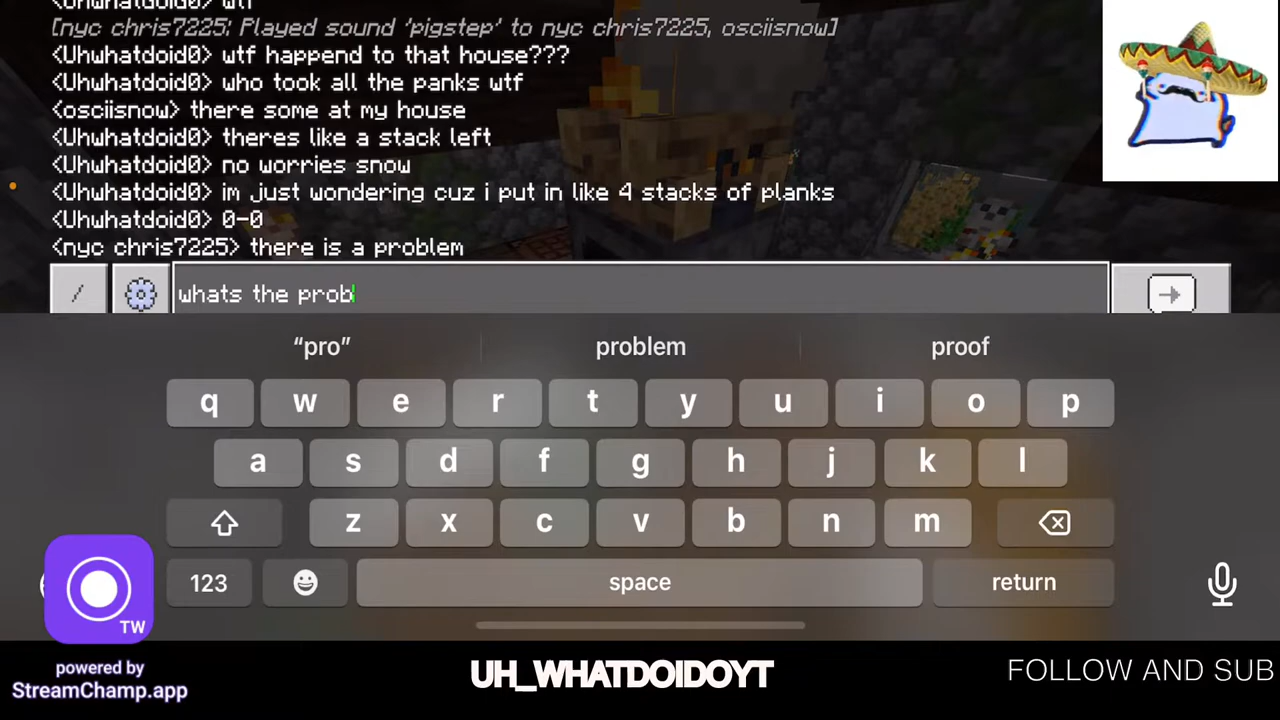 <Uhwhatdoid0> wtf
[nyc chris7225: Played sound 'pigstep' to nyc chris7225, osciisnow]
<Uhwhatdoid0> wtf happend to that house???
<Uhwhatdoid0> who took all the panks wtf
<osciisnow> there some at my house
<Uhwhatdoid0> theres like a stack left
<Uhwhatdoid0> no worries snow
<Uhwhatdoid0> im just wondering cuz i put in like 4 stacks of planks
<Uhwhatdoid0> 0-0
<nyc chris7225> there is a problem
/ whats the prob
“pro” problem proof
q w e r t y u i o p
a s d f g h j k l
z x c v b n m
123 space return
TW
powered by
StreamChamp.app
UH_WHATDOIDOYT
FOLLOW AND SUB